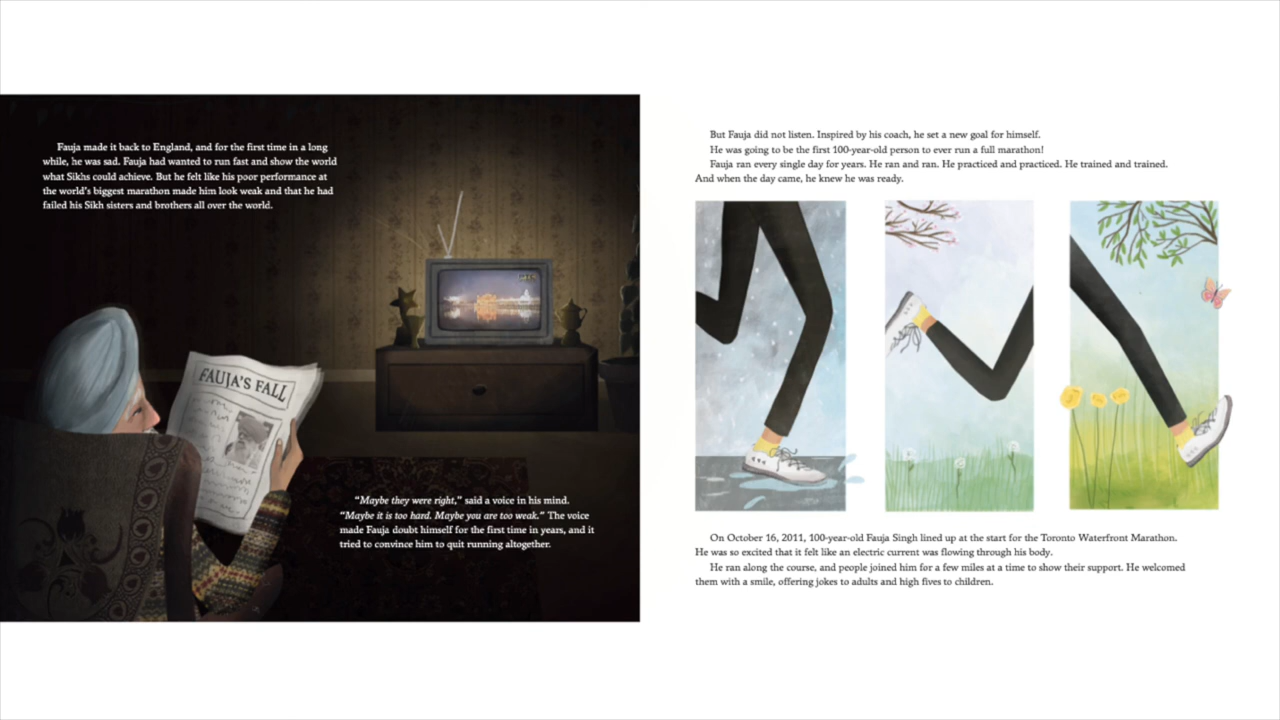 Fauja made it back to England, and for the first time in a long
while, he was sad. Fauja had wanted to run fast and show the world
what Sikhs could achieve. But he felt like his poor performance at
the world's biggest marathon made him look weak and that he had
failed his Sikh sisters and brothers all over the world.
FAUJA'S FALL
"Maybe they were right," said a voice in his mind.
"Maybe it is too hard. Maybe you are too weak." The voice
made Fauja doubt himself for the first time in years, and it
tried to convince him to quit running altogether.
But Fauja did not listen. Inspired by his coach, he set a new goal for himself.
He was going to be the first 100-year-old person to ever run a full marathon!
Fauja ran every single day for years. He ran and ran. He practiced and practiced. He trained and trained.
And when the day came, he knew he was ready.
On October 16, 2011, 100-year-old Fauja Singh lined up at the start for the Toronto Waterfront Marathon.
He was so excited that it felt like an electric current was flowing through his body.
He ran along the course, and people joined him for a few miles at a time to show their support. He welcomed
them with a smile, offering jokes to adults and high fives to children.